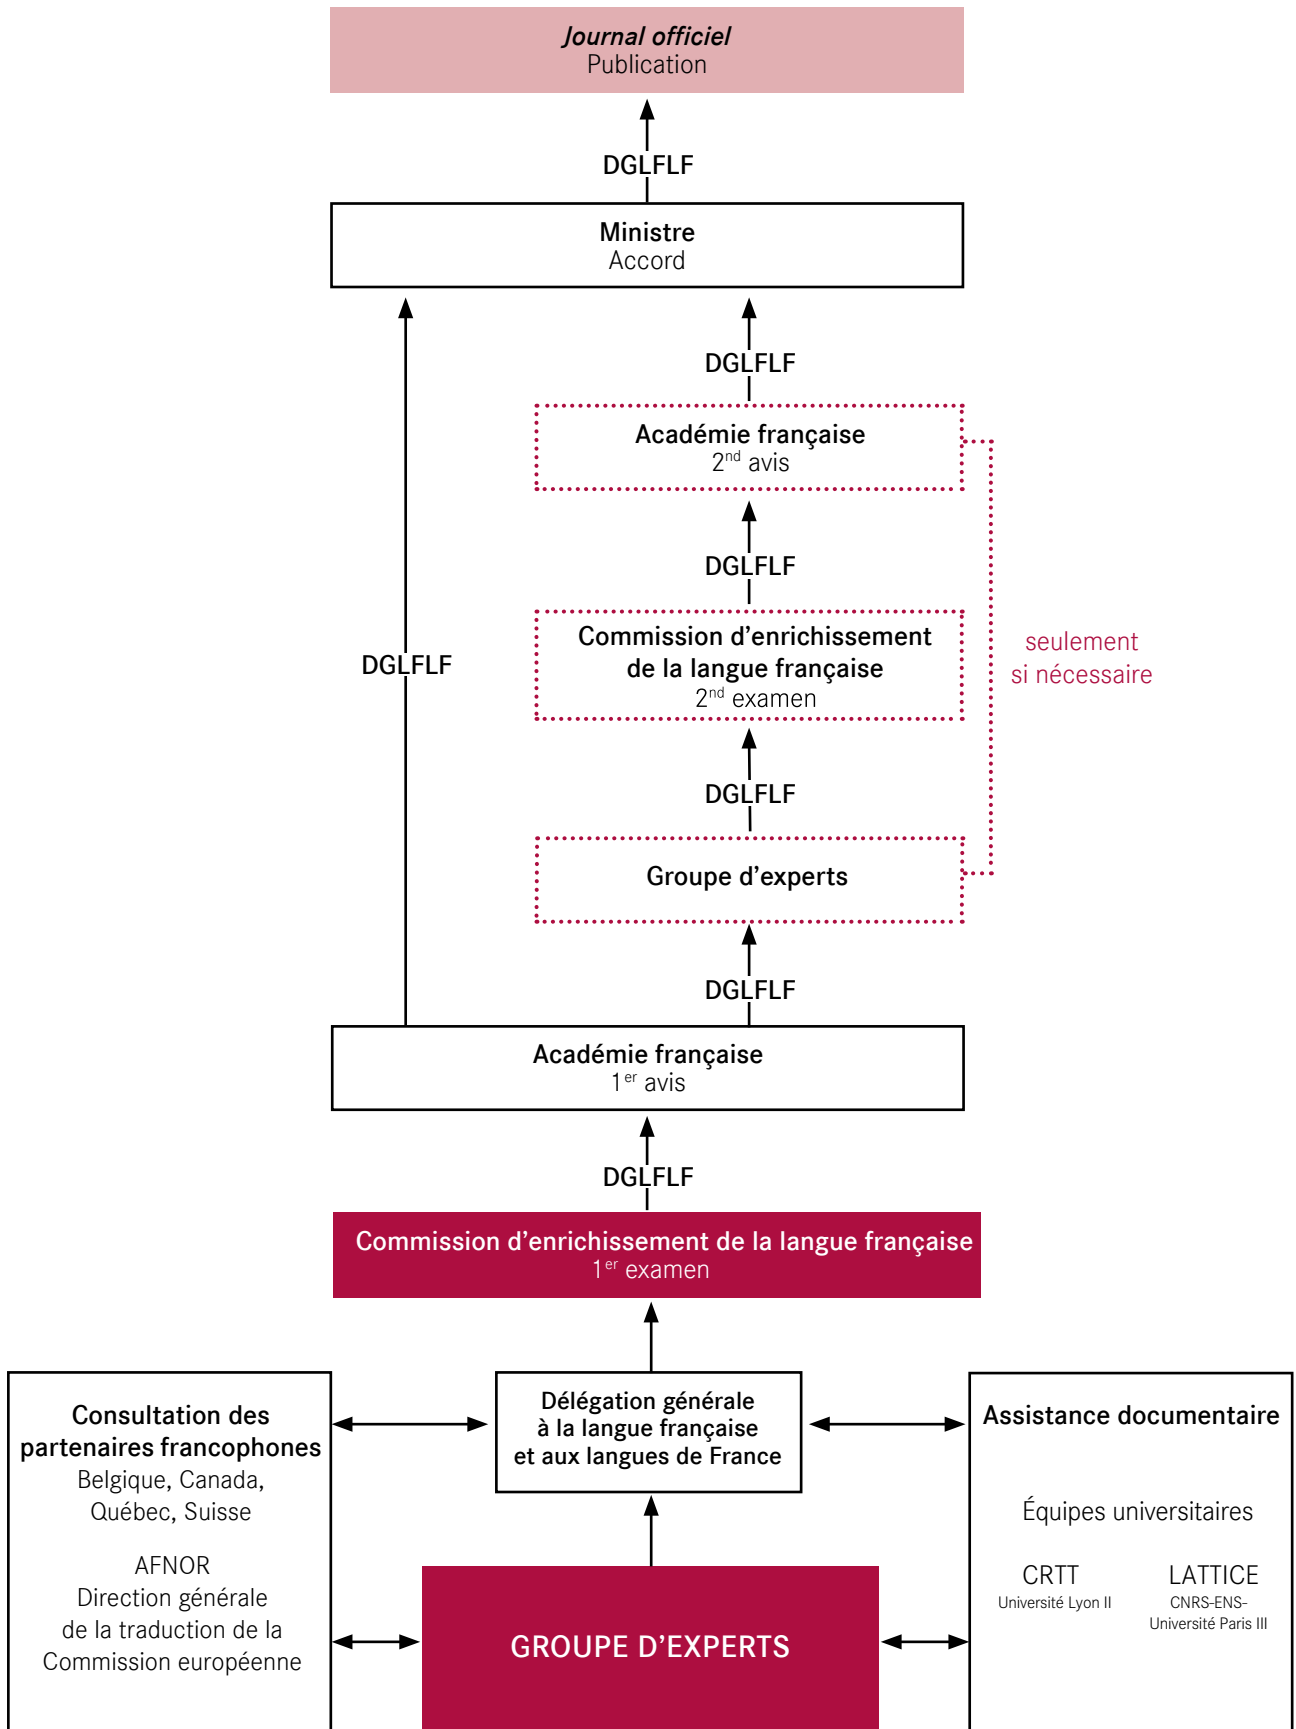 Journal officiel
Publication
DGLFLF
Ministre
Accord
DGLFLF
Académie française
2nd avis
DGLFLF
Commission d’enrichissement
de la langue française
2nd examen
seulement
si nécessaire
DGLFLF
DGLFLF
Groupe d’experts
DGLFLF
Académie française
1er avis
DGLFLF
Commission d’enrichissement de la langue française
1er examen
Délégation générale
à la langue française
et aux langues de France
Consultation des
partenaires francophones
Belgique, Canada,
Québec, Suisse
AFNOR
Direction générale
de la traduction de la
Commission européenne
Assistance documentaire
Équipes universitaires
CRTT
Université Lyon II
LATTICE
CNRS-ENS-
Université Paris III
GROUPE D’EXPERTS